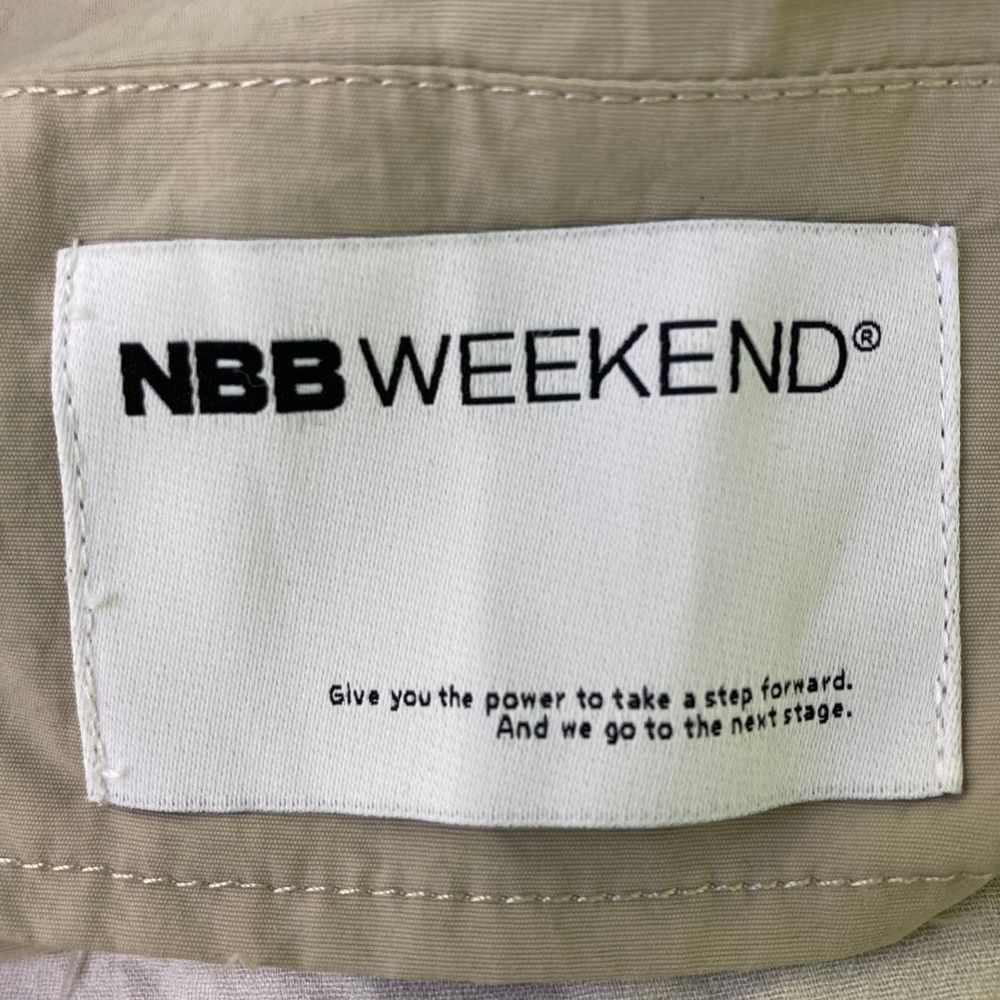 NBB WEEKEND®
Give you the power to take a step forward.
And we go to the next stage.